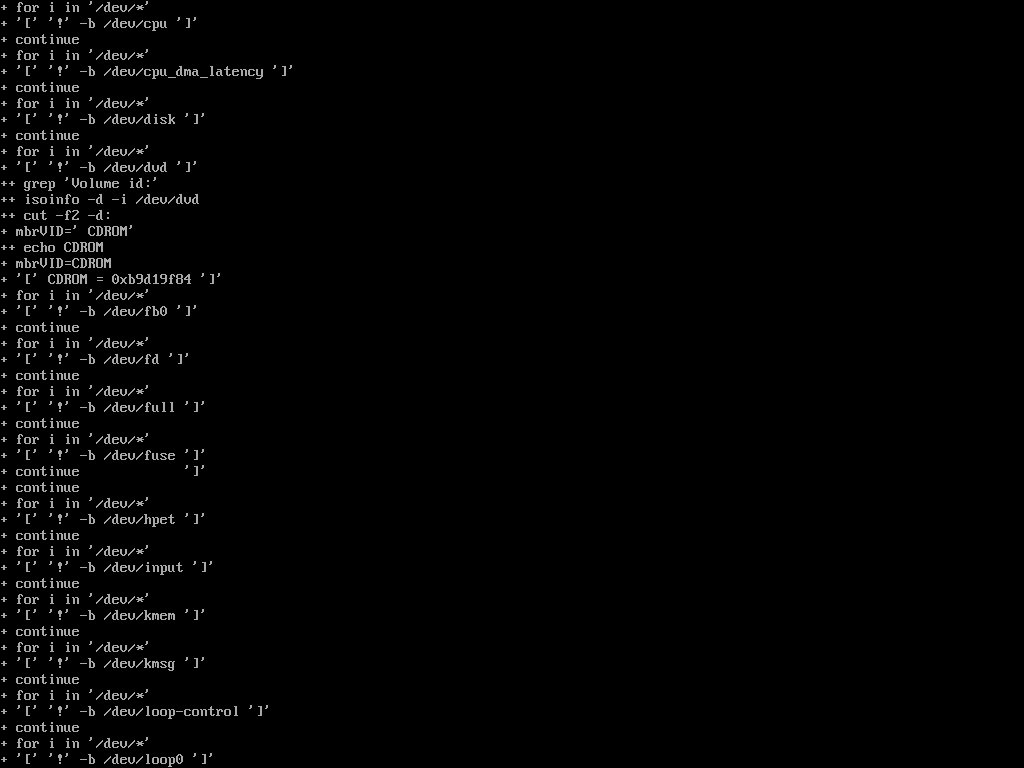 + for i in '/dev/*'
+ '[' '!' -b /dev/cpu ']'
+ continue
+ for i in '/dev/*'
+ '[' '!' -b /dev/cpu_dma_latency ']'
+ continue
+ for i in '/dev/*'
+ '[' '!' -b /dev/disk ']'
+ continue
+ for i in '/dev/*'
+ '[' '!' -b /dev/dvd ']'
++ grep 'Volume id:'
++ isoinfo -d -i /dev/dvd
++ cut -f2 -d:
+ mbrVID=' CDROM'
++ echo CDROM
+ mbrVID=CDROM
+ '[' CDROM = 0xb9d19f84 ']'
+ for i in '/dev/*'
+ '[' '!' -b /dev/fb0 ']'
+ continue
+ for i in '/dev/*'
+ '[' '!' -b /dev/fd ']'
+ continue
+ for i in '/dev/*'
+ '[' '!' -b /dev/full ']'
+ continue
+ for i in '/dev/*'
+ '[' '!' -b /dev/fuse ']'
+ continue             ']'
+ continue
+ for i in '/dev/*'
+ '[' '!' -b /dev/hpet ']'
+ continue
+ for i in '/dev/*'
+ '[' '!' -b /dev/input ']'
+ continue
+ for i in '/dev/*'
+ '[' '!' -b /dev/kmem ']'
+ continue
+ for i in '/dev/*'
+ '[' '!' -b /dev/kmsg ']'
+ continue
+ for i in '/dev/*'
+ '[' '!' -b /dev/loop-control ']'
+ continue
+ for i in '/dev/*'
+ '[' '!' -b /dev/loop0 ']'